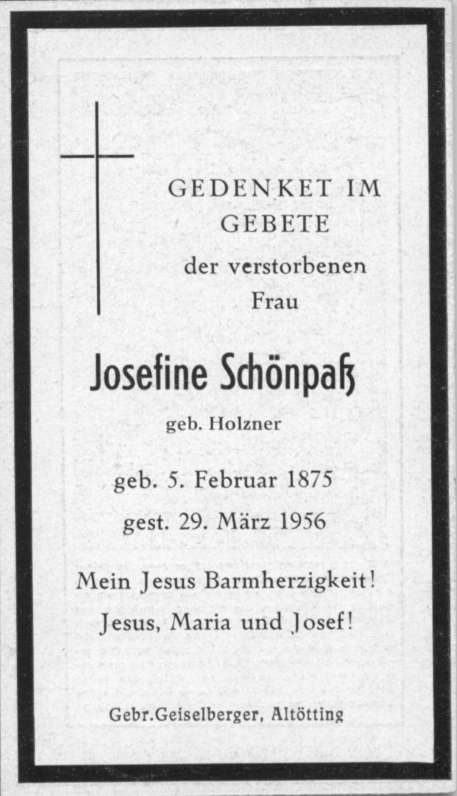 GEDENKET IM
GEBETE
der verstorbenen
Frau
Josefine Schönpaß
geb. Holzner
geb. 5. Februar 1875
gest. 29. März 1956
Mein Jesus Barmherzigkeit!
Jesus, Maria und Josef!
Gebr.Geiselberger, Altötting